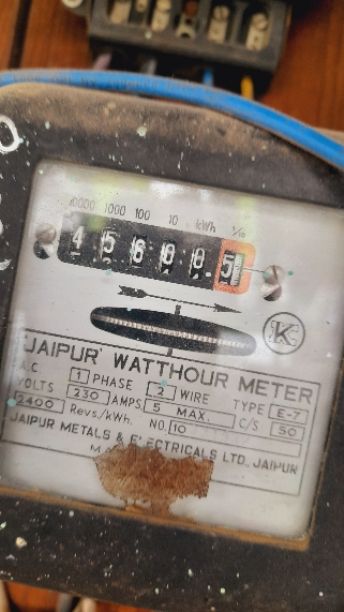 10000 1000 100 10 kWh 1/10
4 5 6 0 0 . 5
K
'JAIPUR' WATTHOUR METER
A.C. 1 PHASE 2 WIRE TYPE E-7
VOLTS 230 AMPS. 5 MAX. C/S 50
2400 Revs/kWh. NO. 10
JAIPUR METALS & ELECTRICALS LTD., JAIPUR